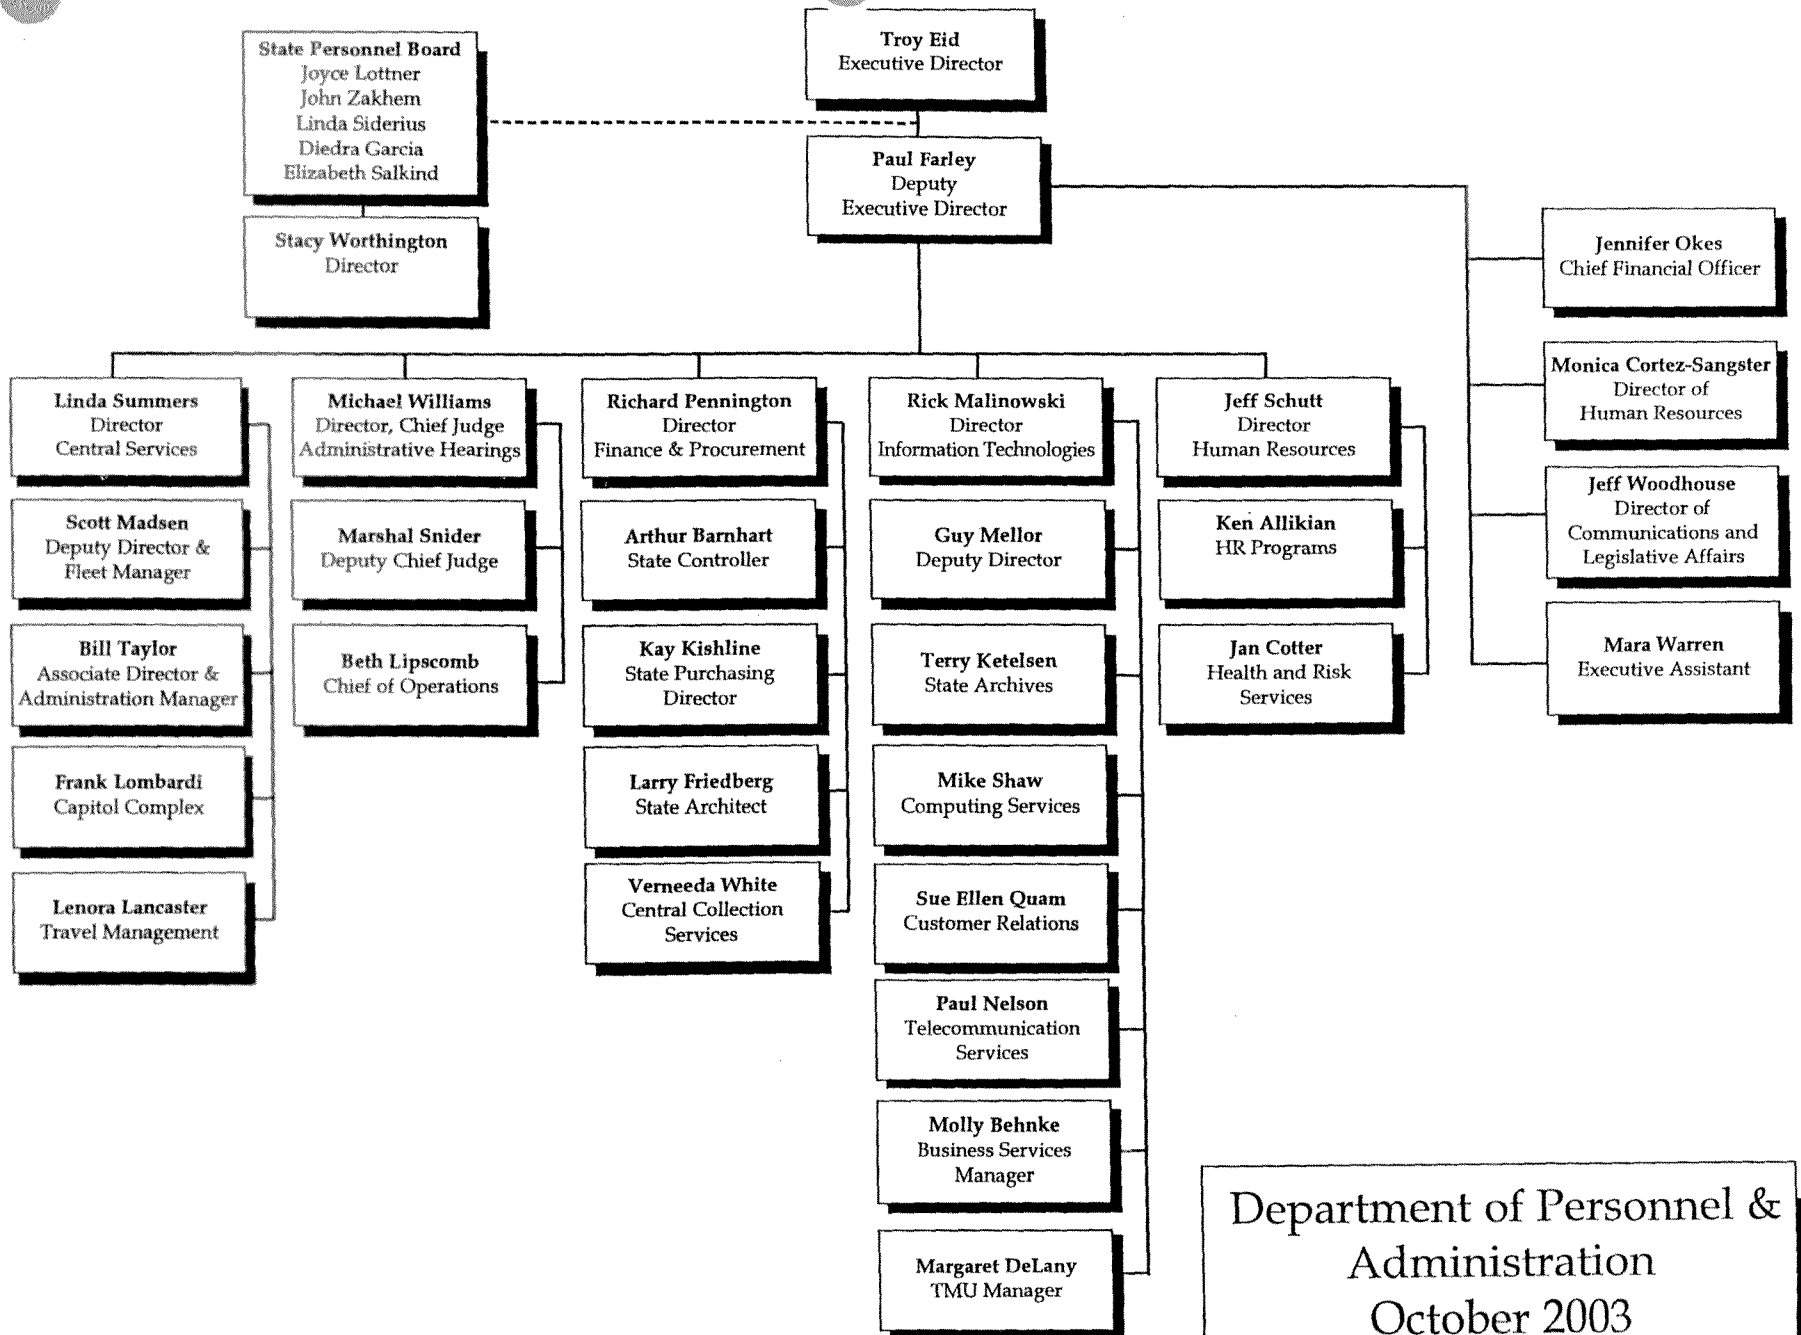 State Personnel Board
Joyce Lottner
John Zakhem
Linda Siderius
Diedra Garcia
Elizabeth Salkind
Stacy Worthington
Director
Troy Eid
Executive Director
Paul Farley
Deputy
Executive Director
Jennifer Okes
Chief Financial Officer
Monica Cortez-Sangster
Director of
Human Resources
Jeff Woodhouse
Director of
Communications and
Legislative Affairs
Mara Warren
Executive Assistant
Linda Summers
Director
Central Services
Scott Madsen
Deputy Director &
Fleet Manager
Bill Taylor
Associate Director &
Administration Manager
Frank Lombardi
Capitol Complex
Lenora Lancaster
Travel Management
Michael Williams
Director, Chief Judge
Administrative Hearings
Marshal Snider
Deputy Chief Judge
Beth Lipscomb
Chief of Operations
Richard Pennington
Director
Finance & Procurement
Arthur Barnhart
State Controller
Kay Kishline
State Purchasing
Director
Larry Friedberg
State Architect
Verneeda White
Central Collection
Services
Rick Malinowski
Director
Information Technologies
Guy Mellor
Deputy Director
Terry Ketelsen
State Archives
Mike Shaw
Computing Services
Sue Ellen Quam
Customer Relations
Paul Nelson
Telecommunication
Services
Molly Behnke
Business Services
Manager
Margaret DeLany
TMU Manager
Jeff Schutt
Director
Human Resources
Ken Allikian
HR Programs
Jan Cotter
Health and Risk
Services
Department of Personnel &
Administration
October 2003